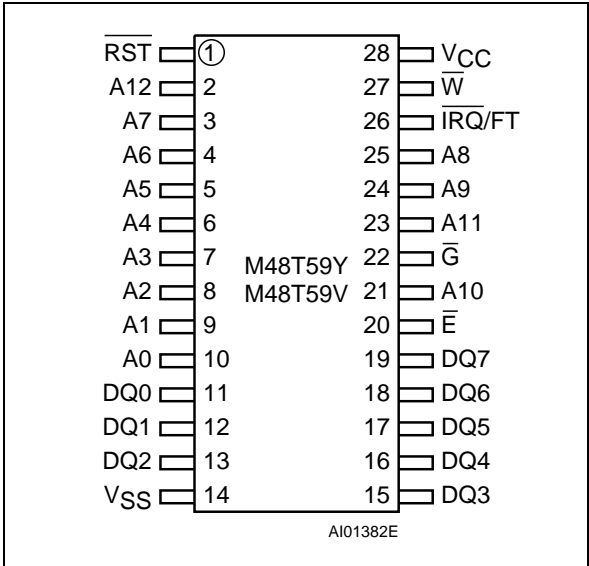 R̅S̅T̅ 1 28 VCC
A12 2 27 W̅
A7 3 26 I̅R̅Q̅/FT
A6 4 25 A8
A5 5 24 A9
A4 6 23 A11
A3 7 M48T59Y 22 G̅
A2 8 M48T59V 21 A10
A1 9 20 E̅
A0 10 19 DQ7
DQ0 11 18 DQ6
DQ1 12 17 DQ5
DQ2 13 16 DQ4
VSS 14 15 DQ3
AI01382E